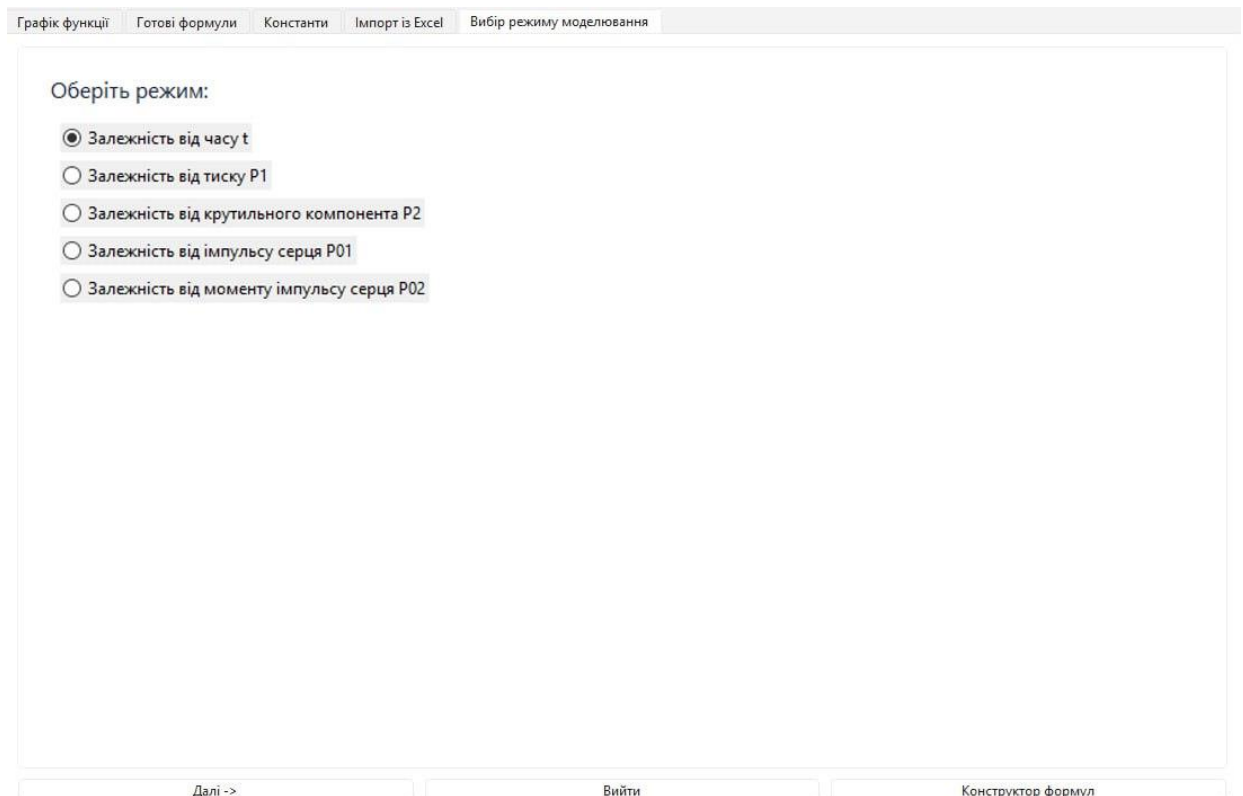 Графік функції Готові формули Константи Імпорт із Excel Вибір режиму моделювання
Оберіть режим:
Залежність від часу t
Залежність від тиску P1
Залежність від крутильного компонента P2
Залежність від імпульсу серця P01
Залежність від моменту імпульсу серця P02
Далі -> Вийти Конструктор формул